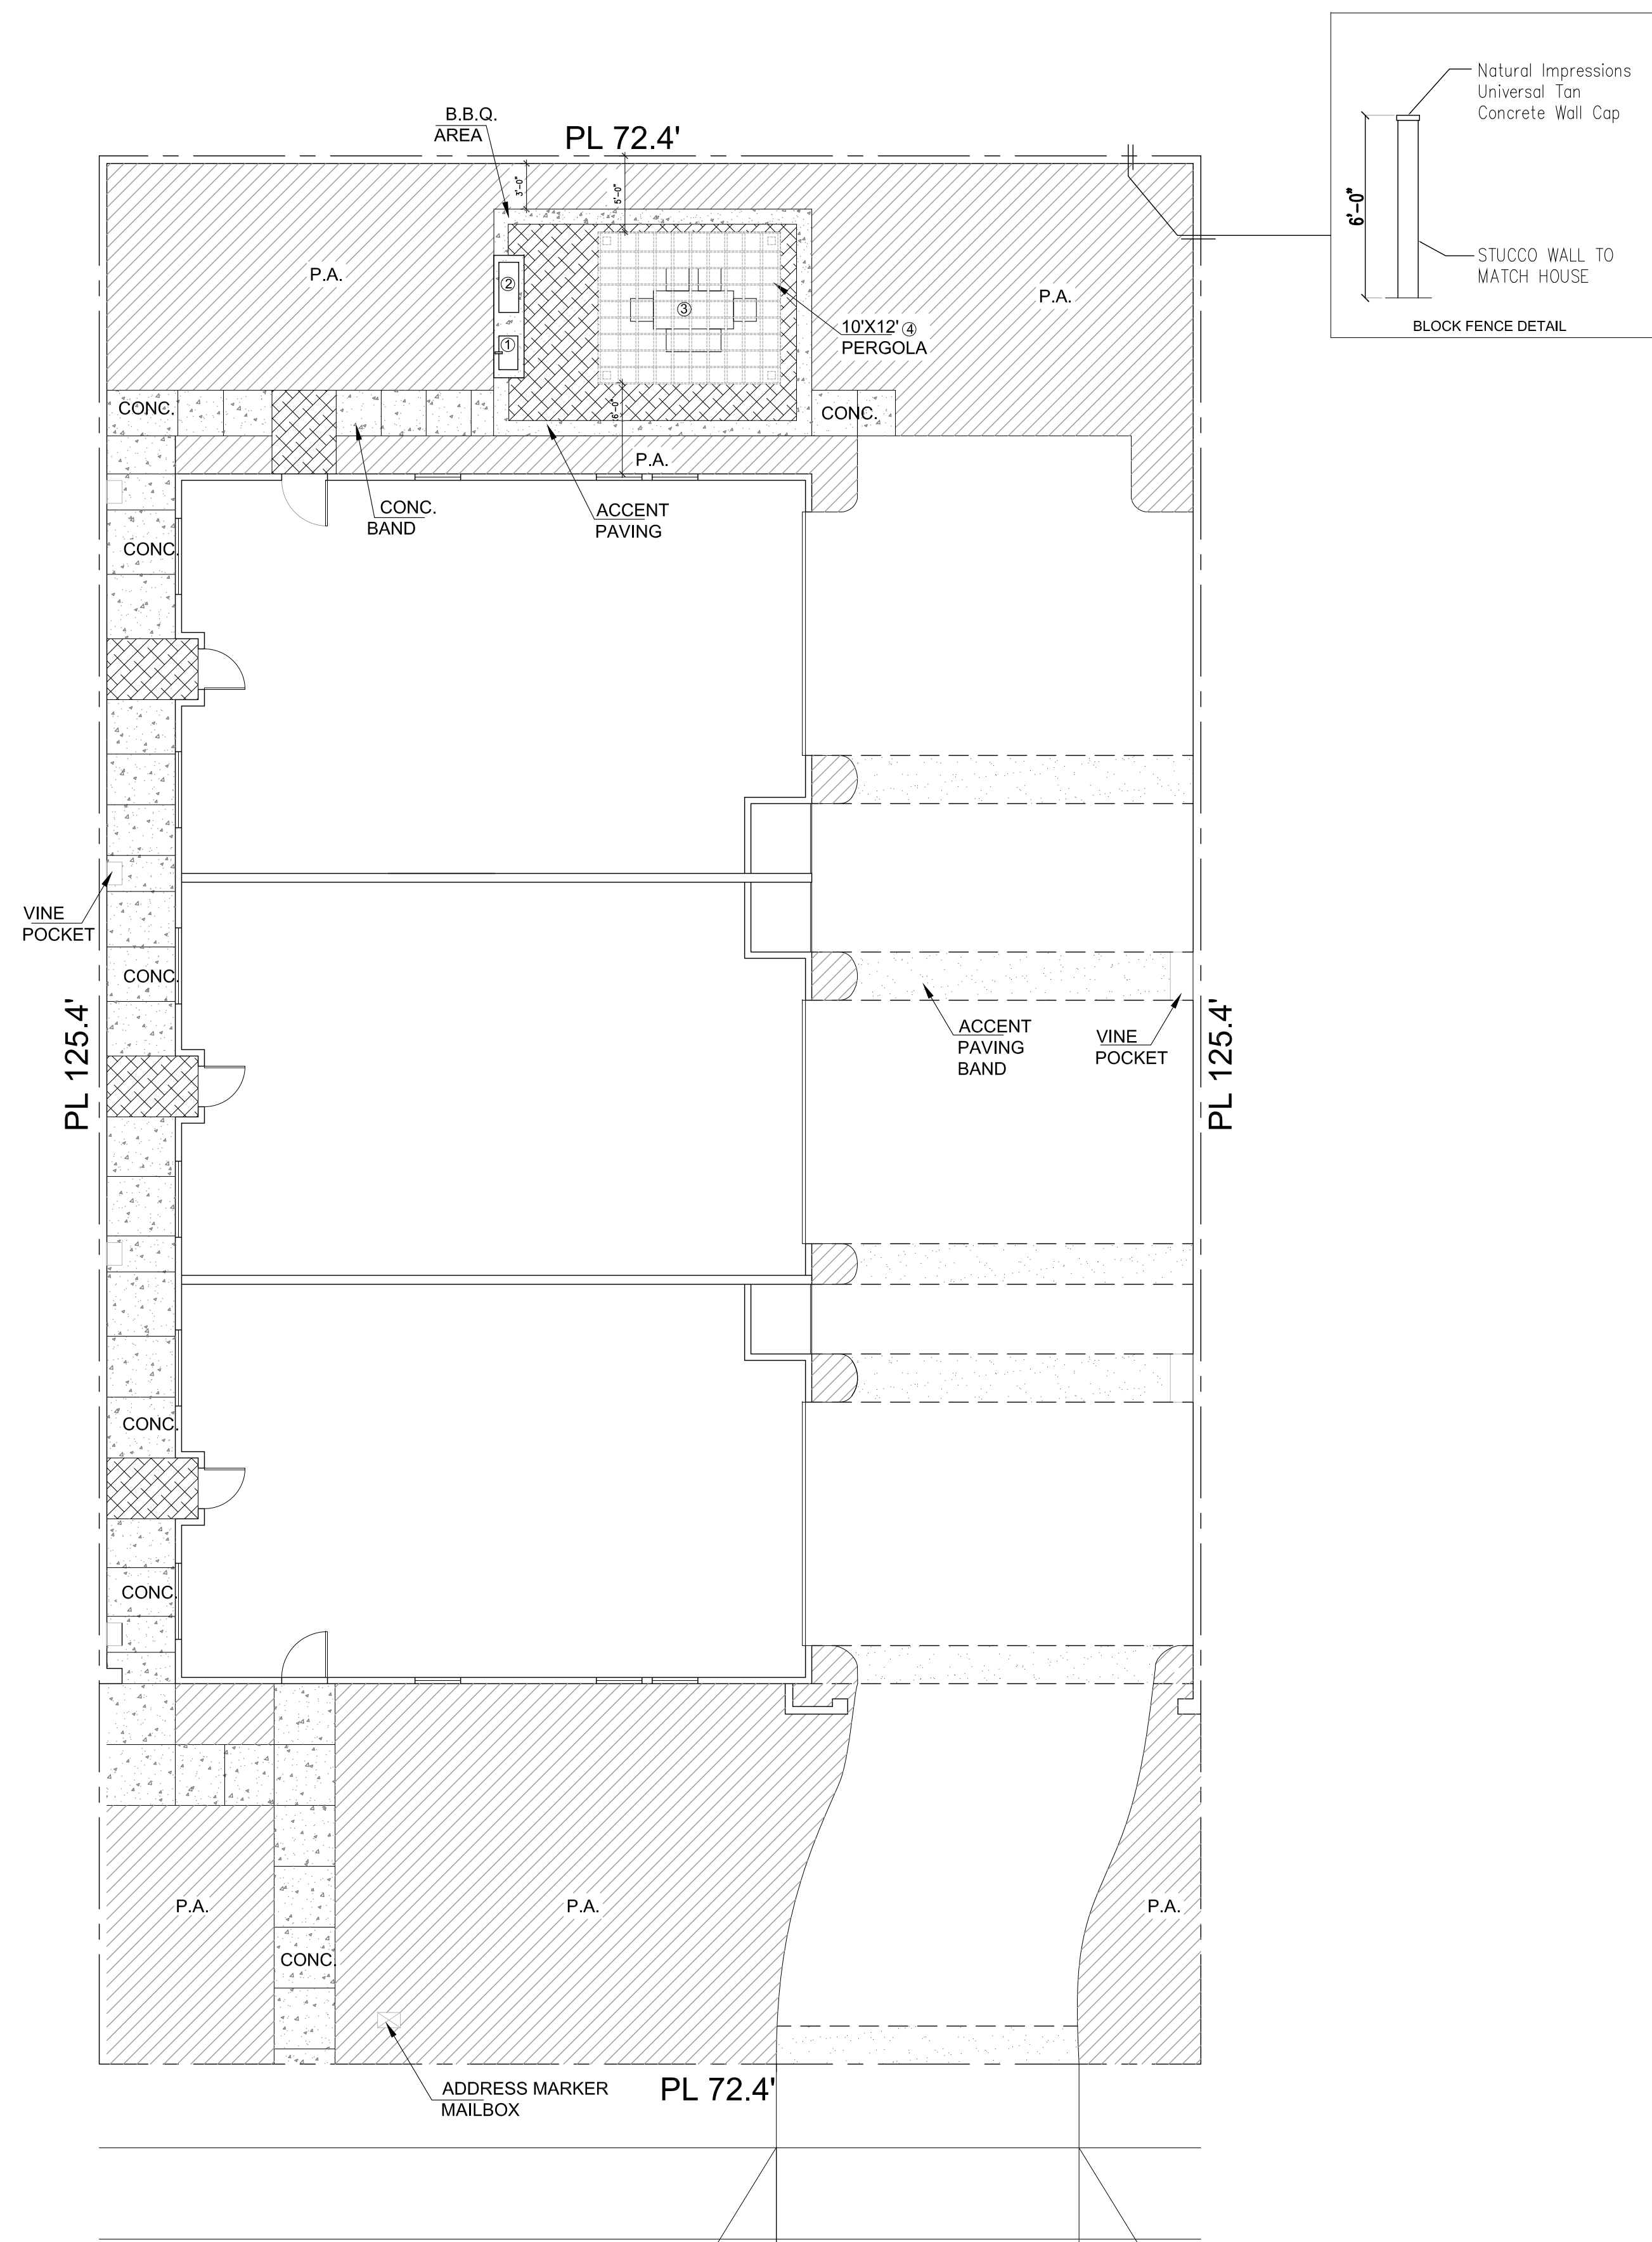 Natural Impressions
Universal Tan
Concrete Wall Cap
6'-0"
STUCCO WALL TO
MATCH HOUSE
BLOCK FENCE DETAIL
B.B.Q.
AREA
PL 72.4'
3'-0"
5'-0"
P.A.
②
①
③
P.A.
10'X12' ④
PERGOLA
CONC.
6'-0"
CONC.
P.A.
CONC.
BAND
ACCENT
PAVING
CONC.
VINE
POCKET
CONC.
PL 125.4'
ACCENT
PAVING
BAND
VINE
POCKET
PL 125.4'
CONC.
CONC.
P.A.
P.A.
P.A.
CONC.
ADDRESS MARKER
MAILBOX
PL 72.4'